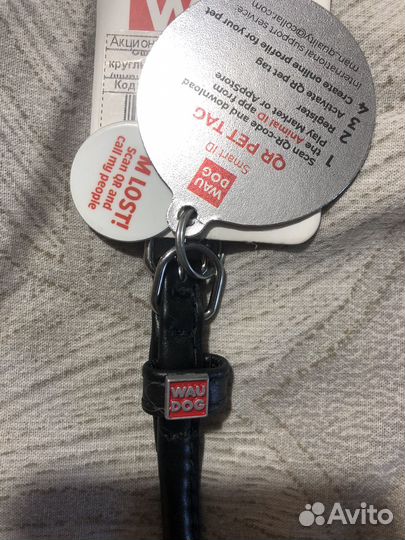 Акцион
кругл
Код
WAU
DOG
Smart ID
QR PET TAG
1 Scan QR-code and download
the Animal ID app from
Play Market or AppStore
2 Register
3 Activate QR pet tag
4 Create online profile for your pet
International support service:
man_quality@collar.com
I'M LOST!
Scan QR and
call my people
WAU
DOG
Avito